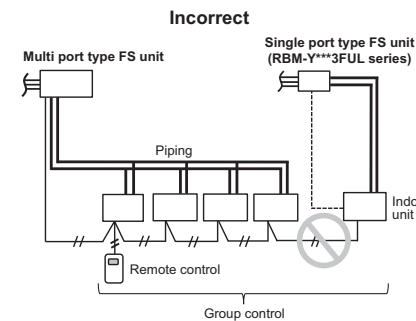 Incorrect
Multi port type FS unit
Single port type FS unit
(RBM-Y***3FUL series)
Piping
unit
Remote control
Group control